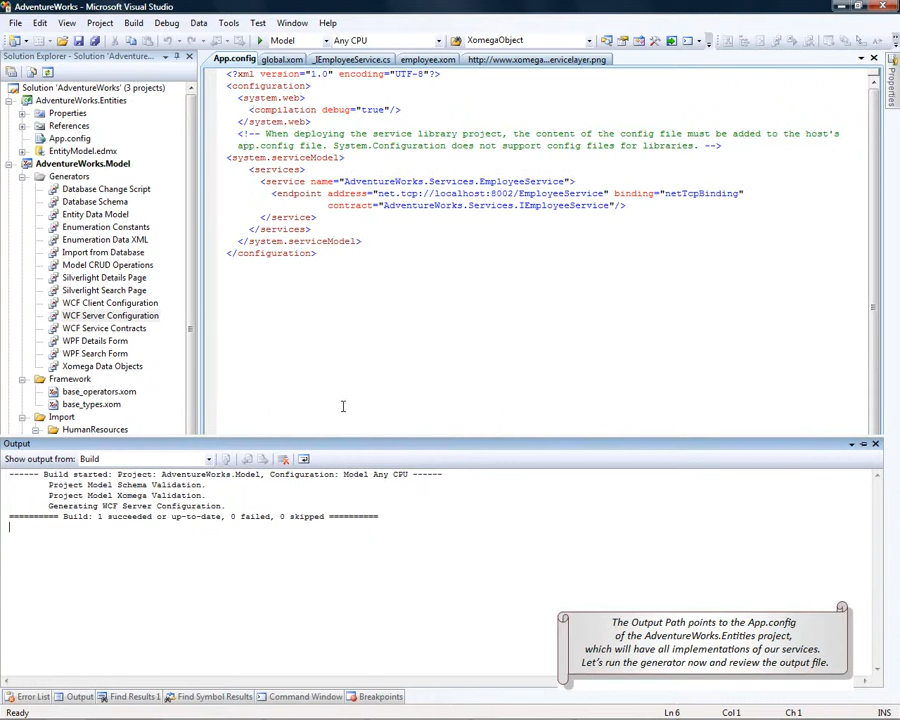 AdventureWorks - Microsoft Visual Studio
File Edit View Project Build Debug Data Tools Test Window Help
Model Any CPU XomegaObject
Solution Explorer - Solution 'Adventure...
App.config global.xom _IEmployeeService.cs employee.xom http://www.xomega...ervicelayer.png
Properties
Solution 'AdventureWorks' (3 projects)
AdventureWorks.Entities
Properties
References
App.config
EntityModel.edmx
AdventureWorks.Model
Generators
Database Change Script
Database Schema
Entity Data Model
Enumeration Constants
Enumeration Data XML
Import from Database
Model CRUD Operations
Silverlight Details Page
Silverlight Search Page
WCF Client Configuration
WCF Server Configuration
WCF Service Contracts
WPF Details Form
WPF Search Form
Xomega Data Objects
Framework
base_operators.xom
base_types.xom
Import
HumanResources
<?xml version="1.0" encoding="UTF-8"?>
<configuration>
<system.web>
<compilation debug="true"/>
</system.web>
<!-- When deploying the service library project, the content of the config file must be added to the host's
app.config file. System.Configuration does not support config files for libraries. -->
<system.serviceModel>
<services>
<service name="AdventureWorks.Services.EmployeeService">
<endpoint address="net.tcp://localhost:8002/EmployeeService" binding="netTcpBinding"
contract="AdventureWorks.Services.IEmployeeService"/>
</service>
</services>
</system.serviceModel>
</configuration>
Output
Show output from: Build
------ Build started: Project: AdventureWorks.Model, Configuration: Model Any CPU ------
Project Model Schema Validation.
Project Model Xomega Validation.
Generating WCF Server Configuration.
========== Build: 1 succeeded or up-to-date, 0 failed, 0 skipped ==========
The Output Path points to the App.config
of the AdventureWorks.Entities project,
which will have all implementations of our services.
Let's run the generator now and review the output file.
Error List Output Find Results 1 Find Symbol Results Command Window Breakpoints
Ready Ln 6 Col 1 Ch 1 INS